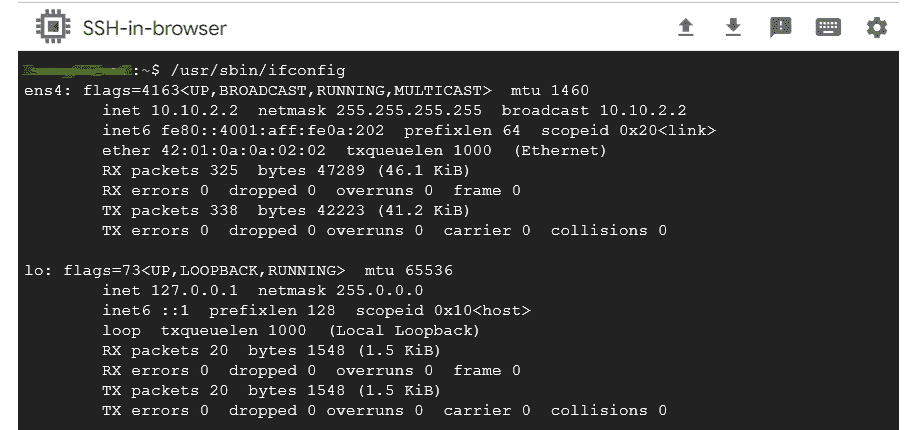 SSH-in-browser
:~$ /usr/sbin/ifconfig
ens4: flags=4163<UP,BROADCAST,RUNNING,MULTICAST>  mtu 1460
        inet 10.10.2.2  netmask 255.255.255.255  broadcast 10.10.2.2
        inet6 fe80::4001:aff:fe0a:202  prefixlen 64  scopeid 0x20<link>
        ether 42:01:0a:0a:02:02  txqueuelen 1000  (Ethernet)
        RX packets 325  bytes 47289 (46.1 KiB)
        RX errors 0  dropped 0  overruns 0  frame 0
        TX packets 338  bytes 42223 (41.2 KiB)
        TX errors 0  dropped 0 overruns 0  carrier 0  collisions 0
lo: flags=73<UP,LOOPBACK,RUNNING>  mtu 65536
        inet 127.0.0.1  netmask 255.0.0.0
        inet6 ::1  prefixlen 128  scopeid 0x10<host>
        loop  txqueuelen 1000  (Local Loopback)
        RX packets 20  bytes 1548 (1.5 KiB)
        RX errors 0  dropped 0  overruns 0  frame 0
        TX packets 20  bytes 1548 (1.5 KiB)
        TX errors 0  dropped 0 overruns 0  carrier 0  collisions 0